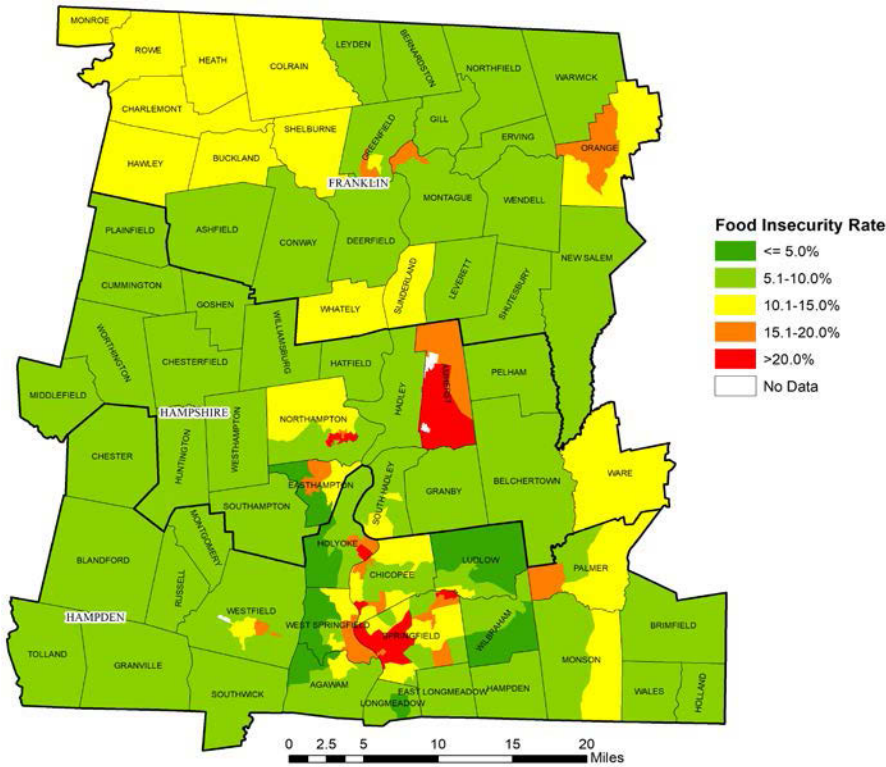 MONROE
ROWE
HEATH
COLRAIN
LEYDEN
BERNARDSTON
NORTHFIELD
WARWICK
CHARLEMONT
SHELBURNE
GREENFIELD
GILL
ERVING
ORANGE
HAWLEY
BUCKLAND
FRANKLIN
MONTAGUE
WENDELL
PLAINFIELD
ASHFIELD
CONWAY
DEERFIELD
NEW SALEM
CUMMINGTON
GOSHEN
WHATELY
SUNDERLAND
LEVERETT
SHUTESBURY
WORTHINGTON
CHESTERFIELD
WILLIAMSBURG
HATFIELD
HADLEY
AMHERST
PELHAM
MIDDLEFIELD
HAMPSHIRE
NORTHAMPTON
CHESTER
HUNTINGTON
WESTHAMPTON
EASTHAMPTON
SOUTH HADLEY
GRANBY
BELCHERTOWN
WARE
SOUTHAMPTON
BLANDFORD
MONTGOMERY
RUSSELL
HOLYOKE
CHICOPEE
LUDLOW
PALMER
HAMPDEN
WESTFIELD
WEST SPRINGFIELD
SPRINGFIELD
WILBRAHAM
BRIMFIELD
TOLLAND
GRANVILLE
SOUTHWICK
AGAWAM
LONGMEADOW
EAST LONGMEADOW
HAMPDEN
MONSON
WALES
HOLLAND
Food Insecurity Rate
<= 5.0%
5.1-10.0%
10.1-15.0%
15.1-20.0%
>20.0%
No Data
0 2.5 5 10 15 20
Miles